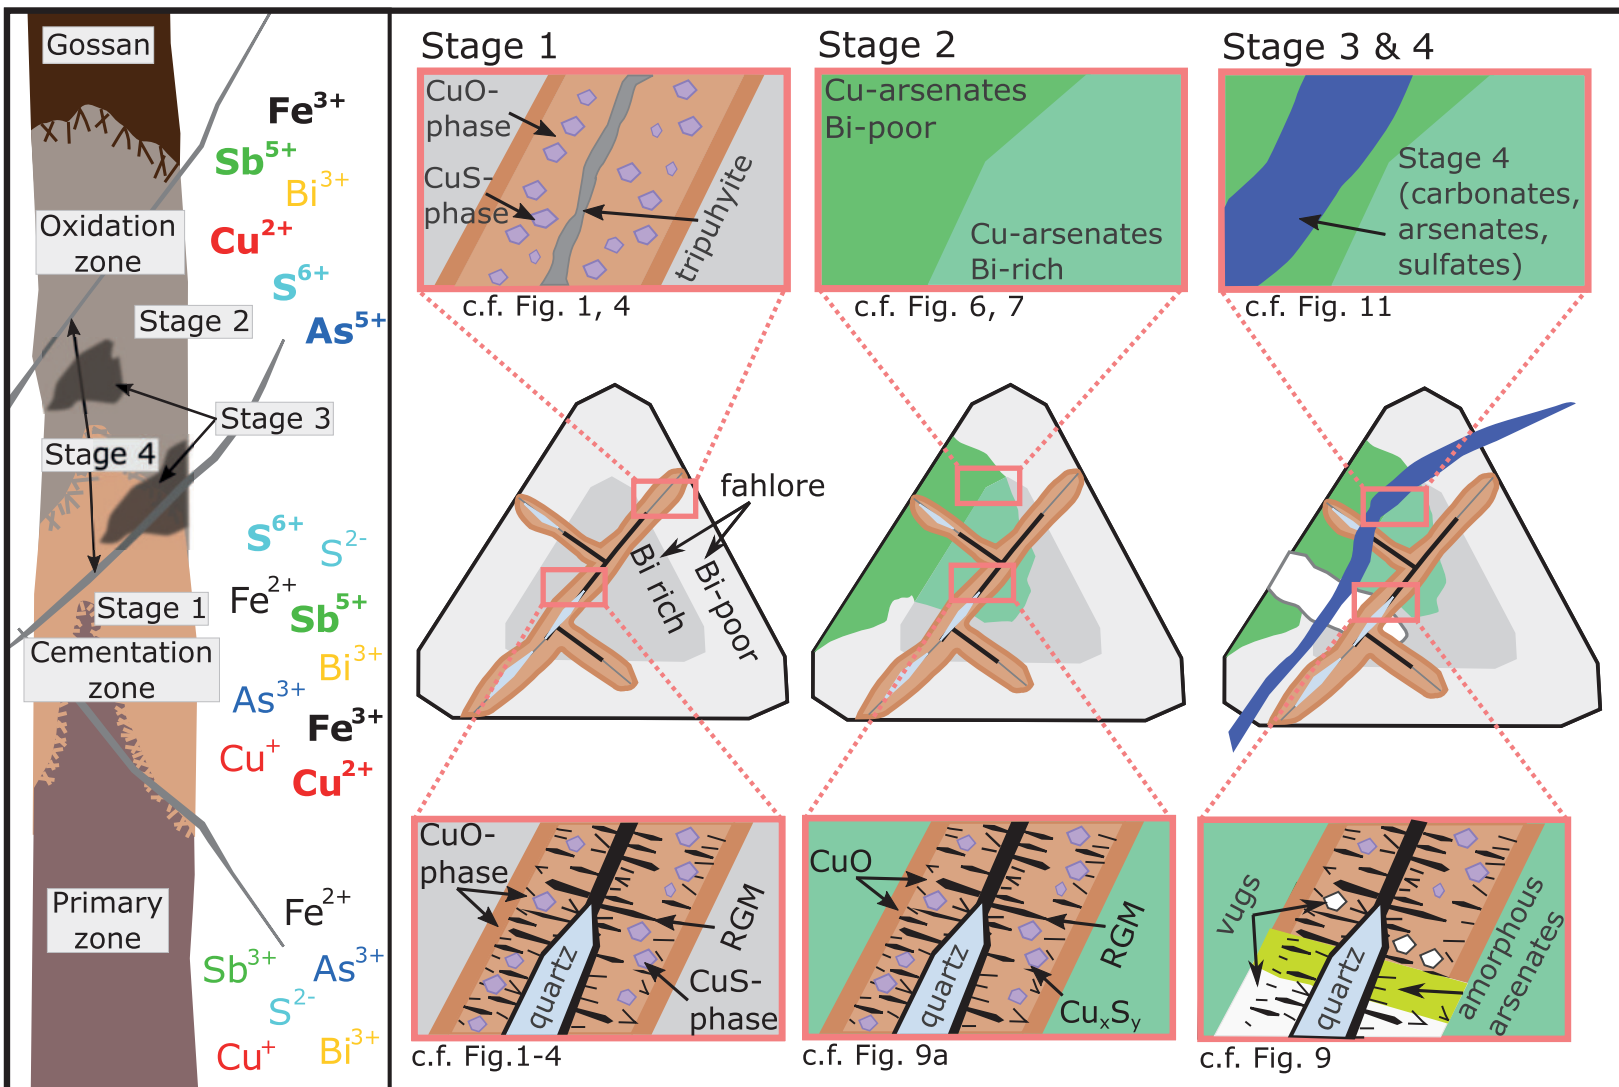 Gossan
Fe3+
Sb5+
Bi3+
Oxidation
zone
Cu2+
S6+
Stage 2
As5+
Stage 3
Stage 4
S6+
S2-
Fe2+
Stage 1
Sb5+
Cementation
zone
Bi3+
As3+
Fe3+
Cu+
Cu2+
Primary
zone
Fe2+
Sb3+
As3+
S2-
Cu+
Bi3+
Stage 1
CuO-
phase
CuS-
phase
tripuhyite
c.f. Fig. 1, 4
Stage 2
Cu-arsenates
Bi-poor
Cu-arsenates
Bi-rich
c.f. Fig. 6, 7
Stage 3 & 4
Stage 4
(carbonates,
arsenates,
sulfates)
c.f. Fig. 11
fahlore
Bi rich
Bi-poor
CuO-
phase
RGM
quartz
CuS-
phase
c.f. Fig.1-4
CuO
RGM
quartz
CuxSy
c.f. Fig. 9a
vugs
quartz
amorphous
arsenates
c.f. Fig. 9